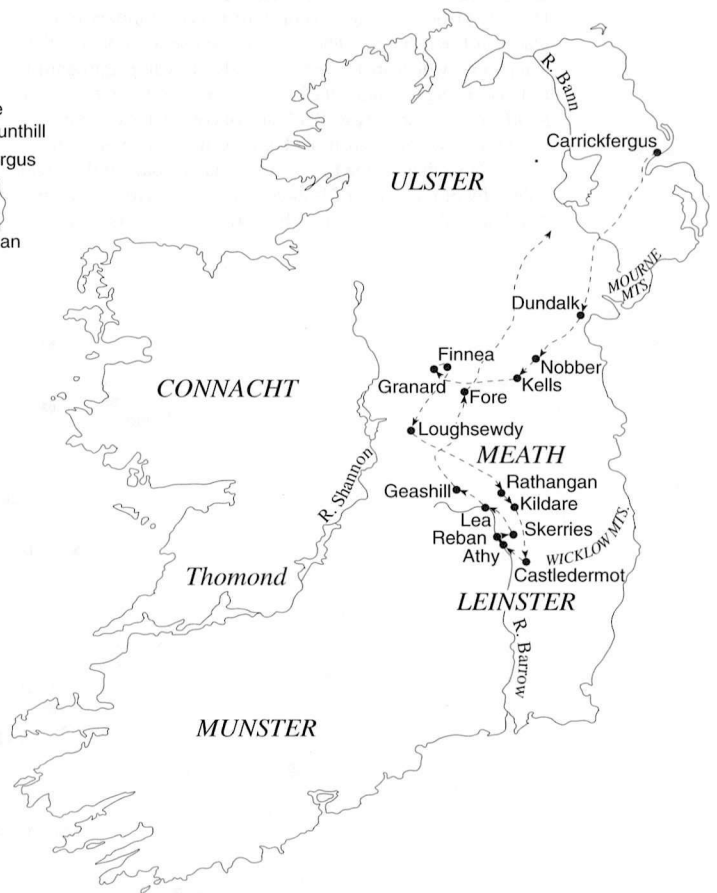 e
unthill
rgus
an
R. Bann
Carrickfergus
ULSTER
MOURNE
MTS.
Dundalk
Finnea
Nobber
Granard
Kells
CONNACHT
Fore
Loughsewdy
MEATH
R. Shannon
Rathangan
Geashill
Kildare
Lea
Skerries
Reban
WICKLOW MTS.
Athy
Thomond
Castledermot
LEINSTER
R. Barrow
MUNSTER